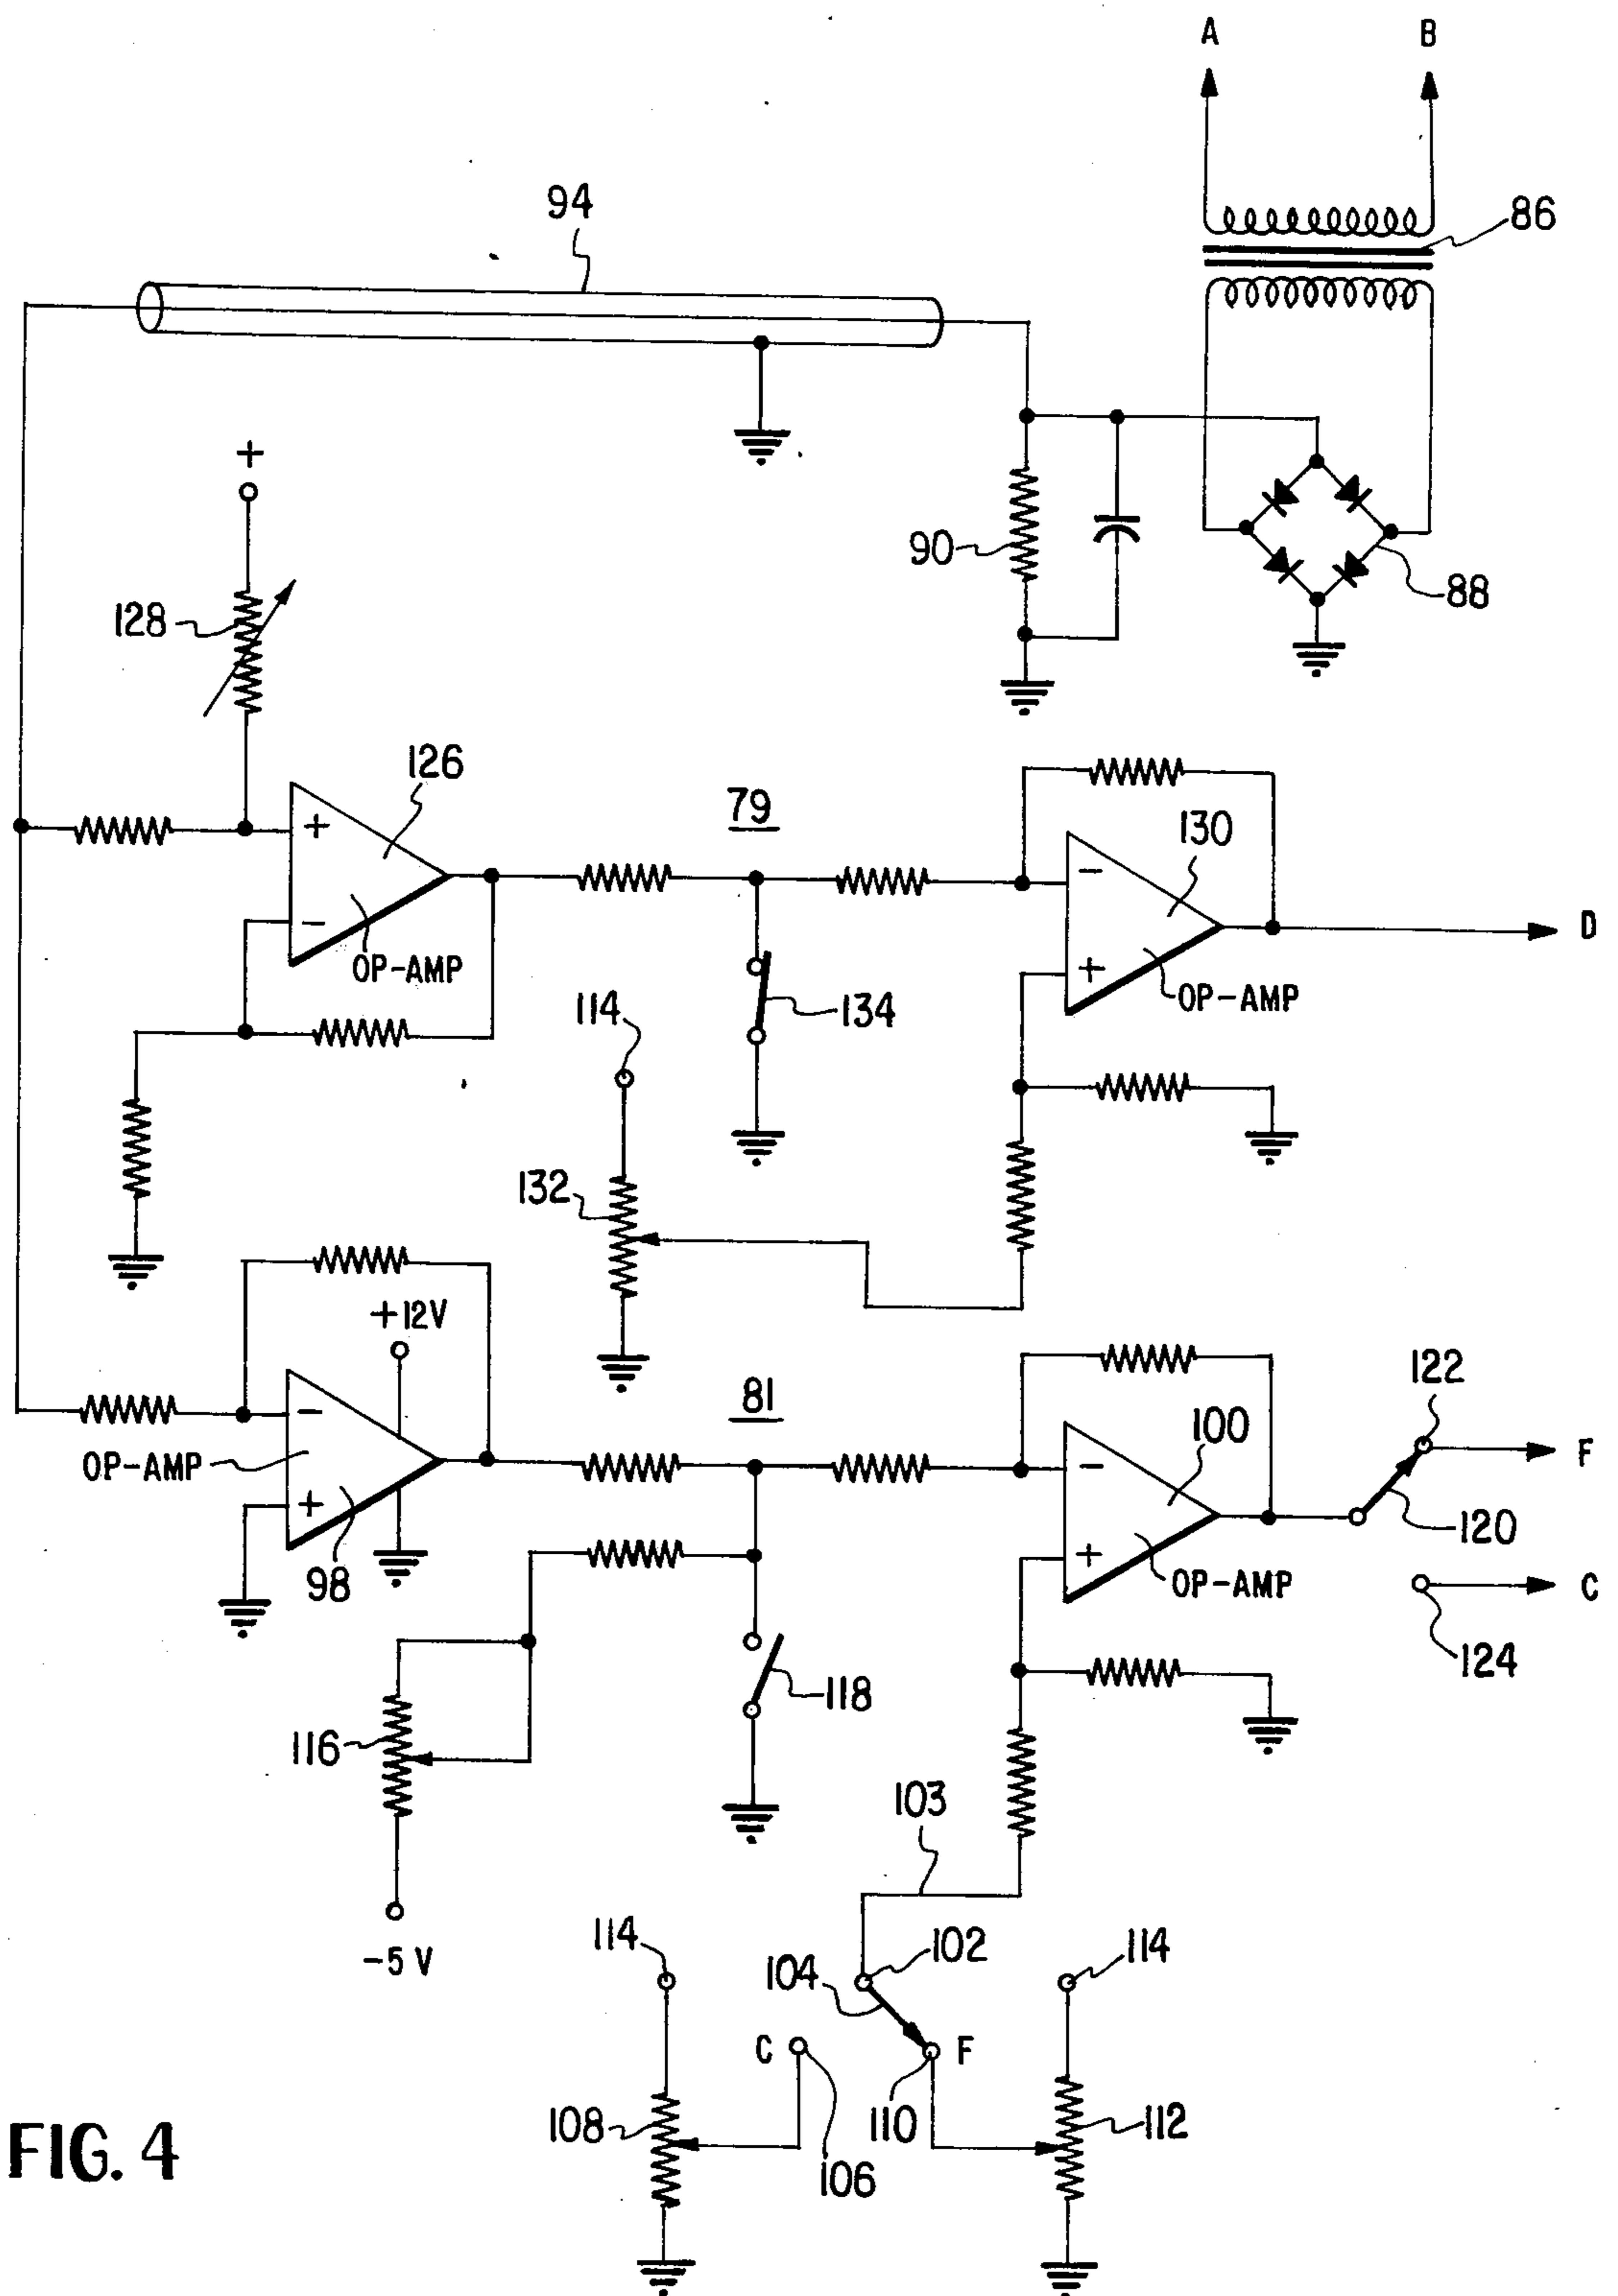 A B
94
86
+
128
90
88
126
79
130
+
-
-
+
OP-AMP
OP-AMP
D
114
134
132
+12V
81
122
100
-
-
F
OP-AMP
+
+
98
120
OP-AMP
C
124
118
116
103
-5 V
114
104
102
114
C
F
108
110
112
106
FIG. 4